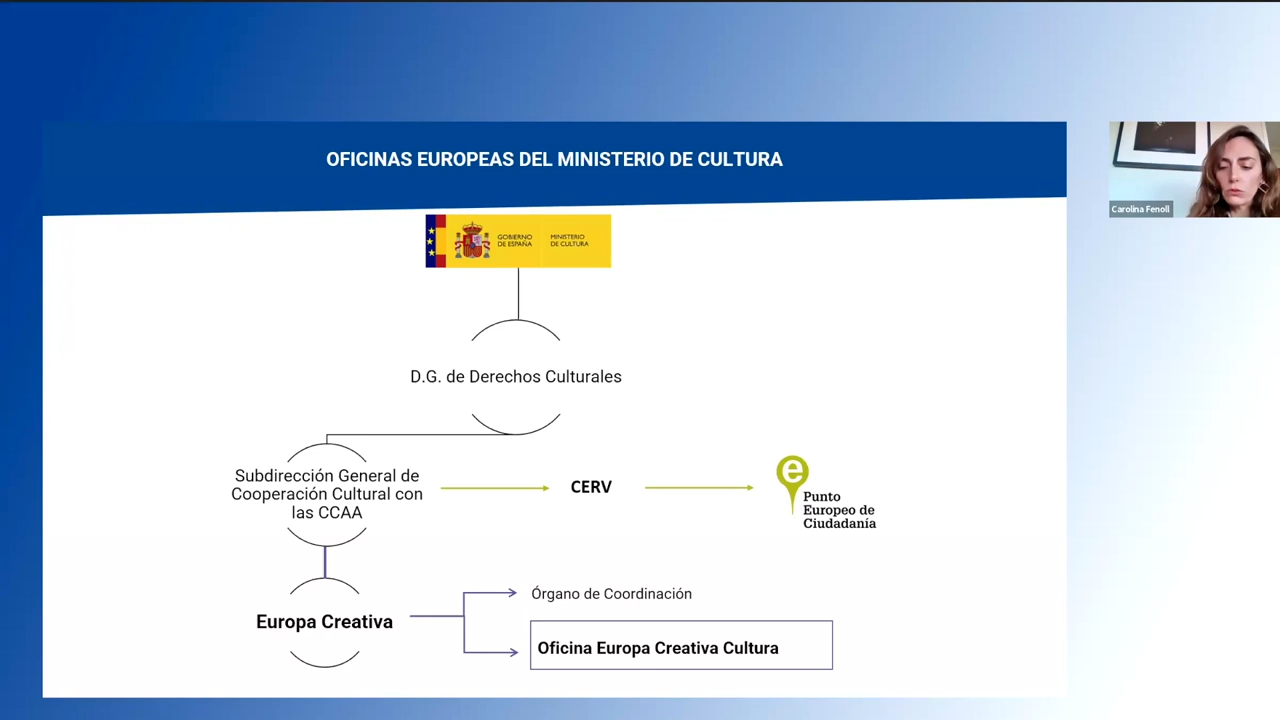 OFICINAS EUROPEAS DEL MINISTERIO DE CULTURA
Carolina Fenoll
GOBIERNO
DE ESPAÑA
MINISTERIO
DE CULTURA
D.G. de Derechos Culturales
Subdirección General de
Cooperación Cultural con
las CCAA
CERV
e
Punto
Europeo de
Ciudadanía
Europa Creativa
Órgano de Coordinación
Oficina Europa Creativa Cultura